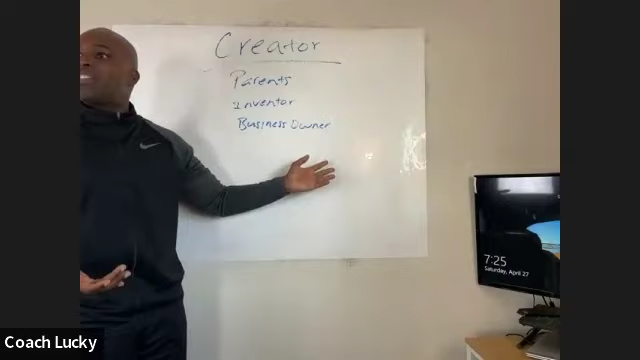 Creator
Parents
Inventor
Business Owner
7:25
Saturday, April 27
Coach Lucky